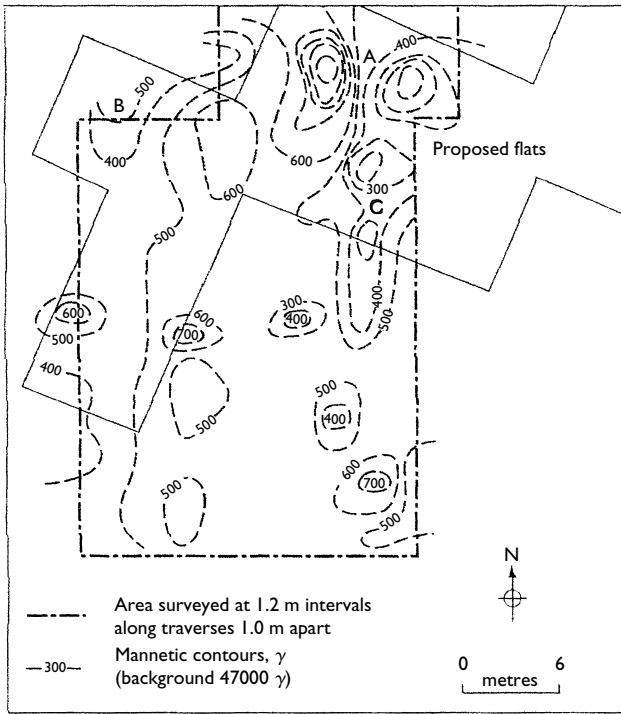 A
400
500
B
400
600
Proposed flats
300
600
C
500
400
500
600
500
300
400
600
700
400
500
500
400
600
500
700
500
N
Area surveyed at 1.2 m intervals
along traverses 1.0 m apart
300
Mannetic contours, γ
(background 47000 γ)
0 6
metres